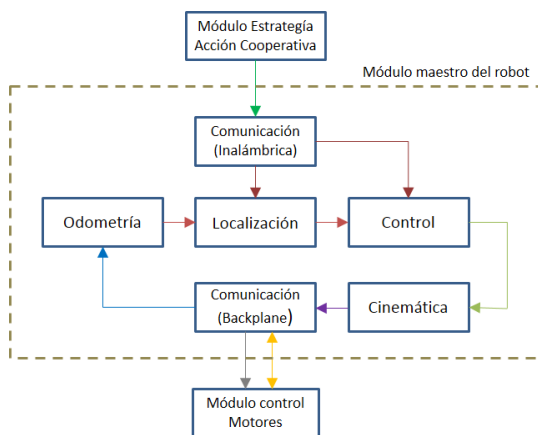 Módulo Estrategía
Acción Cooperativa
Módulo maestro del robot
Comunicación
(Inalámbrica)
Odometría
Localización
Control
Comunicación
(Backplane)
Cinemática
Módulo control
Motores